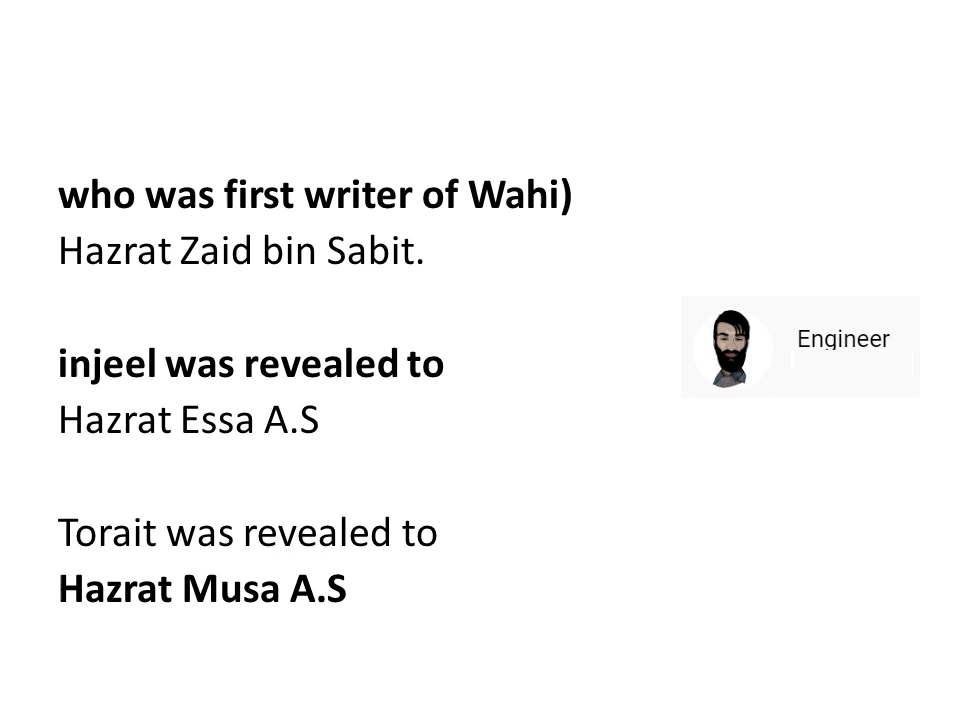 who was first writer of Wahi)
Hazrat Zaid bin Sabit.
injeel was revealed to
Hazrat Essa A.S
Engineer
Torait was revealed to
Hazrat Musa A.S